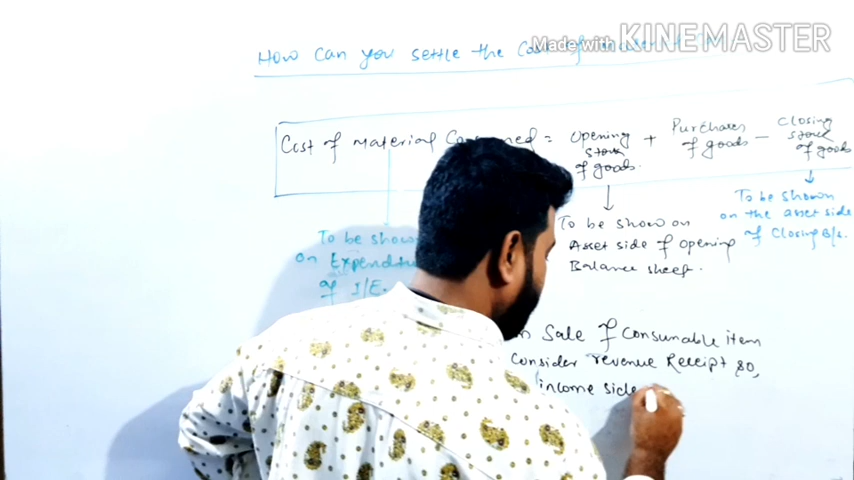 How can you settle the
Made with KINEMASTER
Cost of Material Consumed = Opening Stock of goods. + Purchases of goods - Closing Stock of goods
To be shown
on Expenditure
of I/E.
To be shown on
Asset side of opening
Balance sheet.
To be shown
on the asset side
of Closing B/s.
Sale of Consunable item
Consider revenue Receipt so,
income side